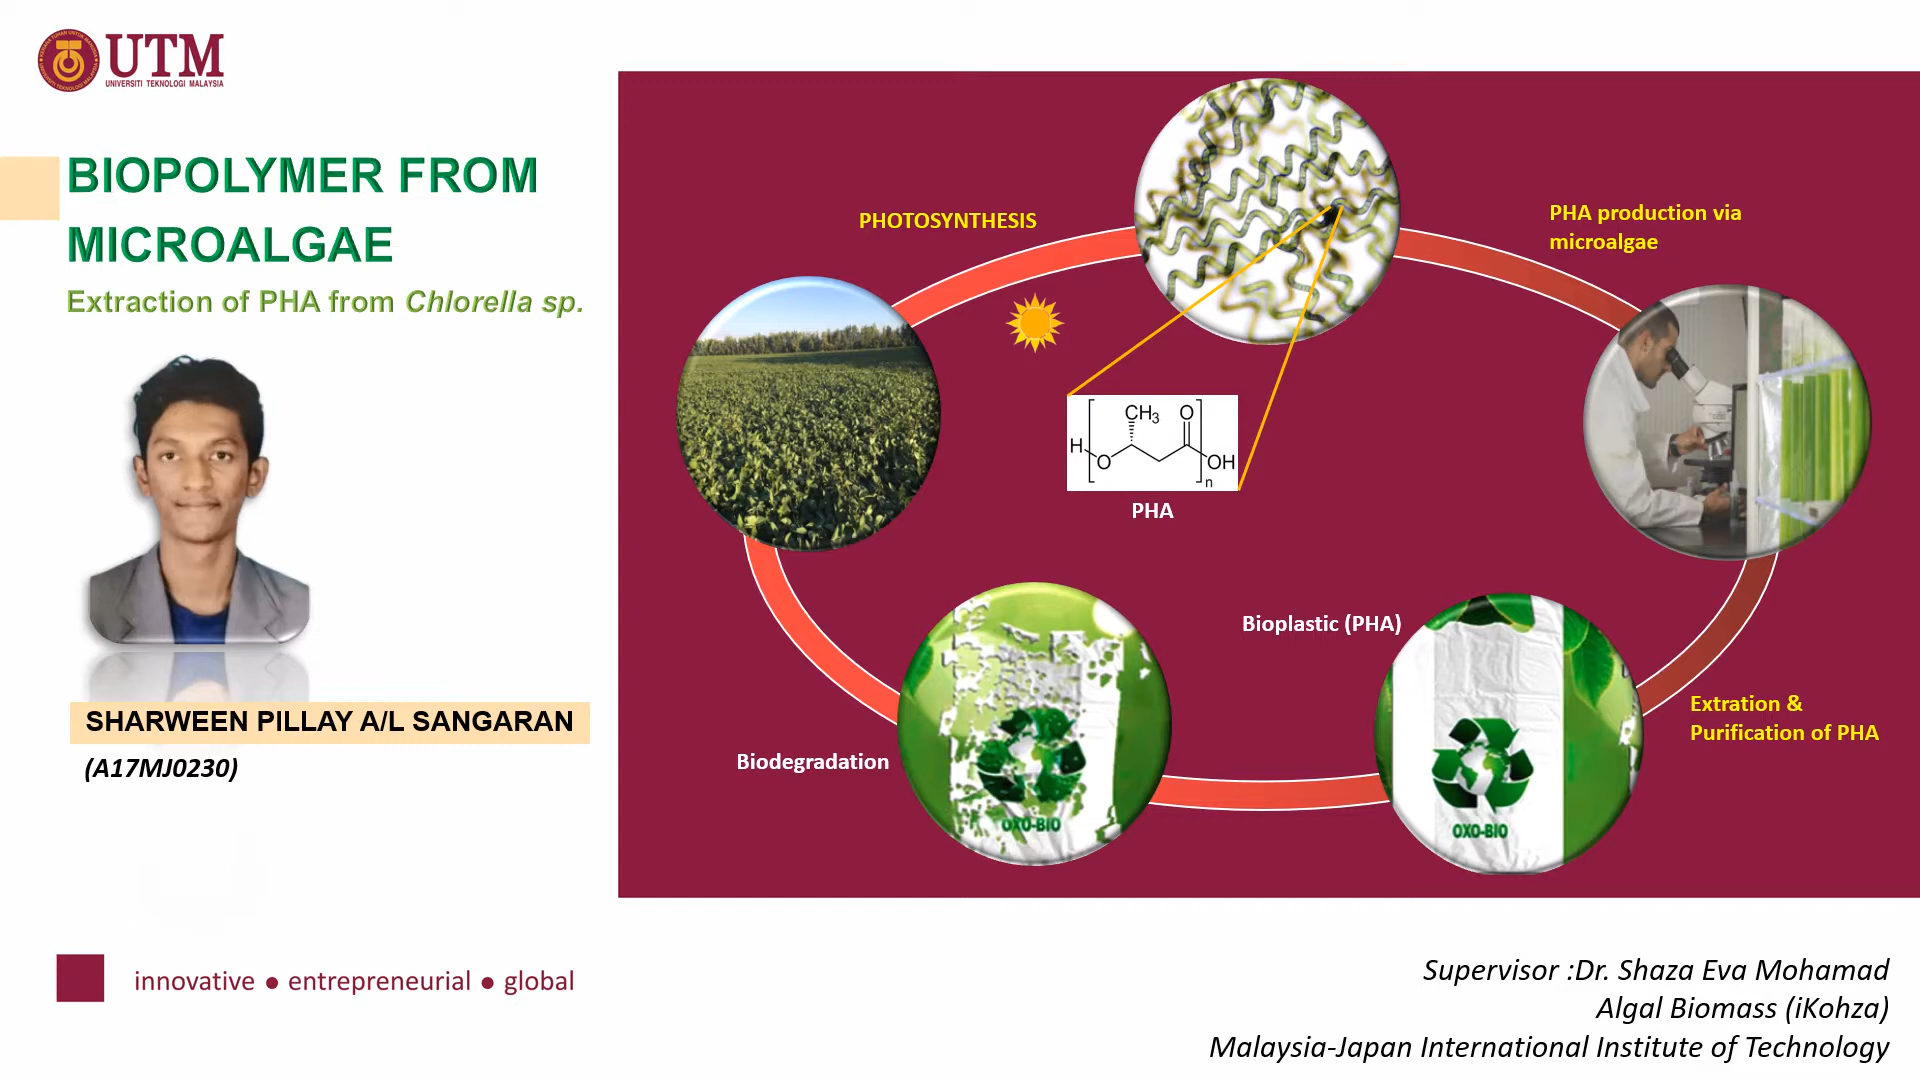 UTM
UNIVERSITI TEKNOLOGI MALAYSIA
BIOPOLYMER FROM
MICROALGAE
Extraction of PHA from Chlorella sp.
SHARWEEN PILLAY A/L SANGARAN
(A17MJ0230)
PHOTOSYNTHESIS
PHA production via
microalgae
CH3
O
H
O
OH
n
PHA
Bioplastic (PHA)
Extration &
Purification of PHA
Biodegradation
OXO-BIO
OXO-BIO
innovative ● entrepreneurial ● global
Supervisor :Dr. Shaza Eva Mohamad
Algal Biomass (iKohza)
Malaysia-Japan International Institute of Technology